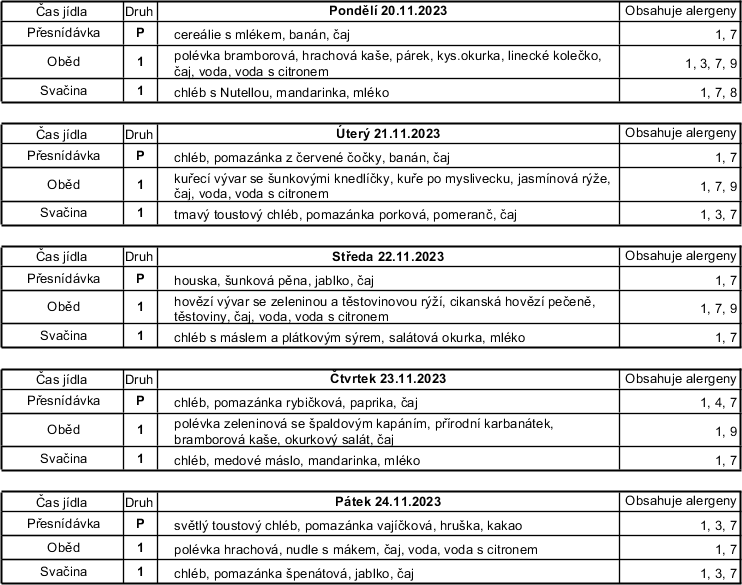 Čas jídla Druh Pondělí 20.11.2023 Obsahuje alergeny
Přesnídávka P cereálie s mlékem, banán, čaj 1, 7
Oběd 1 polévka bramborová, hrachová kaše, párek, kys.okurka, linecké kolečko, 1, 3, 7, 9
čaj, voda, voda s citronem
Svačina 1 chléb s Nutellou, mandarinka, mléko 1, 7, 8
Čas jídla Druh Úterý 21.11.2023 Obsahuje alergeny
Přesnídávka P chléb, pomazánka z červené čočky, banán, čaj 1, 7
Oběd 1 kuřecí vývar se šunkovými knedlíčky, kuře po myslivecku, jasmínová rýže, 1, 7, 9
čaj, voda, voda s citronem
Svačina 1 tmavý toustový chléb, pomazánka porková, pomeranč, čaj 1, 3, 7
Čas jídla Druh Středa 22.11.2023 Obsahuje alergeny
Přesnídávka P houska, šunková pěna, jablko, čaj 1, 7
Oběd 1 hovězí vývar se zeleninou a těstovinovou rýží, cikanská hovězí pečeně, 1, 7, 9
těstoviny, čaj, voda, voda s citronem
Svačina 1 chléb s máslem a plátkovým sýrem, salátová okurka, mléko 1, 7
Čas jídla Druh Čtvrtek 23.11.2023 Obsahuje alergeny
Přesnídávka P chléb, pomazánka rybičková, paprika, čaj 1, 4, 7
Oběd 1 polévka zeleninová se špaldovým kapáním, přírodní karbanátek, 1, 9
bramborová kaše, okurkový salát, čaj
Svačina 1 chléb, medové máslo, mandarinka, mléko 1, 7
Čas jídla Druh Pátek 24.11.2023 Obsahuje alergeny
Přesnídávka P světlý toustový chléb, pomazánka vajíčková, hruška, kakao 1, 3, 7
Oběd 1 polévka hrachová, nudle s mákem, čaj, voda, voda s citronem 1, 7
Svačina 1 chléb, pomazánka špenátová, jablko, čaj 1, 3, 7